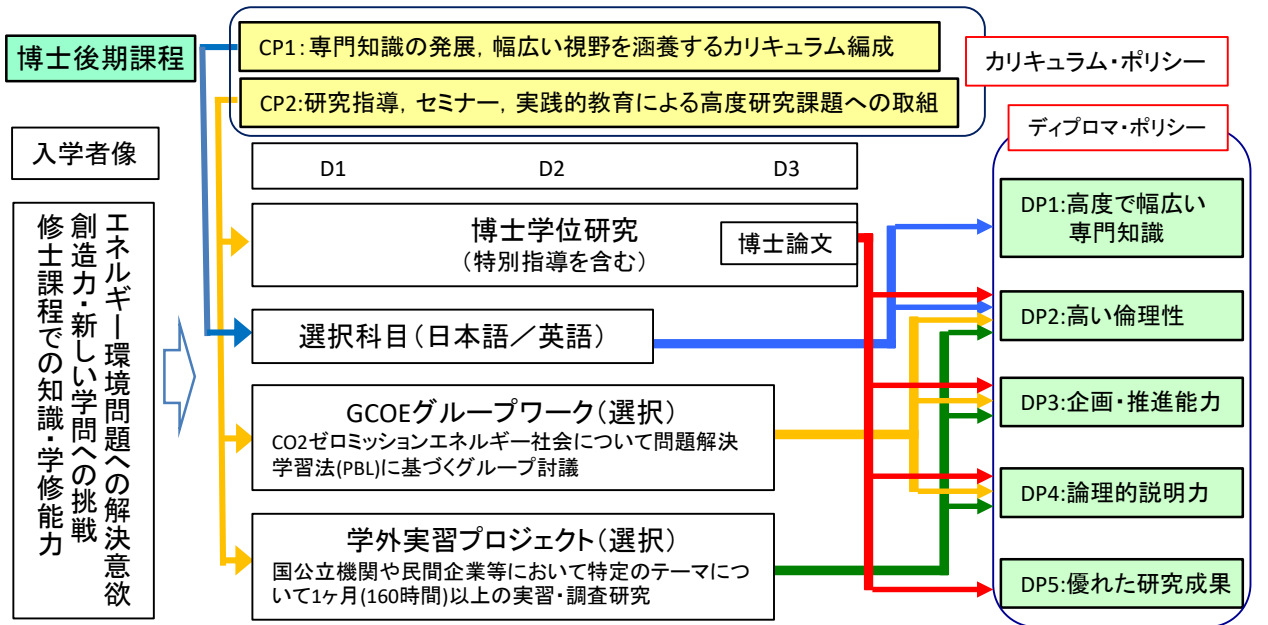 博士後期課程
CP1：専門知識の発展，幅広い視野を涵養するカリキュラム編成
CP2:研究指導，セミナー，実践的教育による高度研究課題への取組
カリキュラム・ポリシー
ディプロマ・ポリシー
入学者像
エネルギー環境問題への解決意欲
創造力・新しい学問への挑戦
修士課程での知識・学修能力
D1 D2 D3
博士学位研究
（特別指導を含む）
博士論文
選択科目（日本語／英語）
GCOEグループワーク（選択）
CO2ゼロミッションエネルギー社会について問題解決
学習法(PBL)に基づくグループ討議
学外実習プロジェクト（選択）
国公立機関や民間企業等において特定のテーマにつ
いて1ヶ月(160時間)以上の実習・調査研究
DP1:高度で幅広い
専門知識
DP2:高い倫理性
DP3:企画・推進能力
DP4:論理的説明力
DP5:優れた研究成果